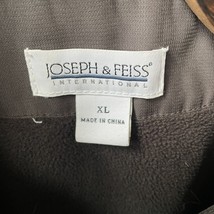 JOSEPH & FEISS®
INTERNATIONAL
XL
MADE IN CHINA